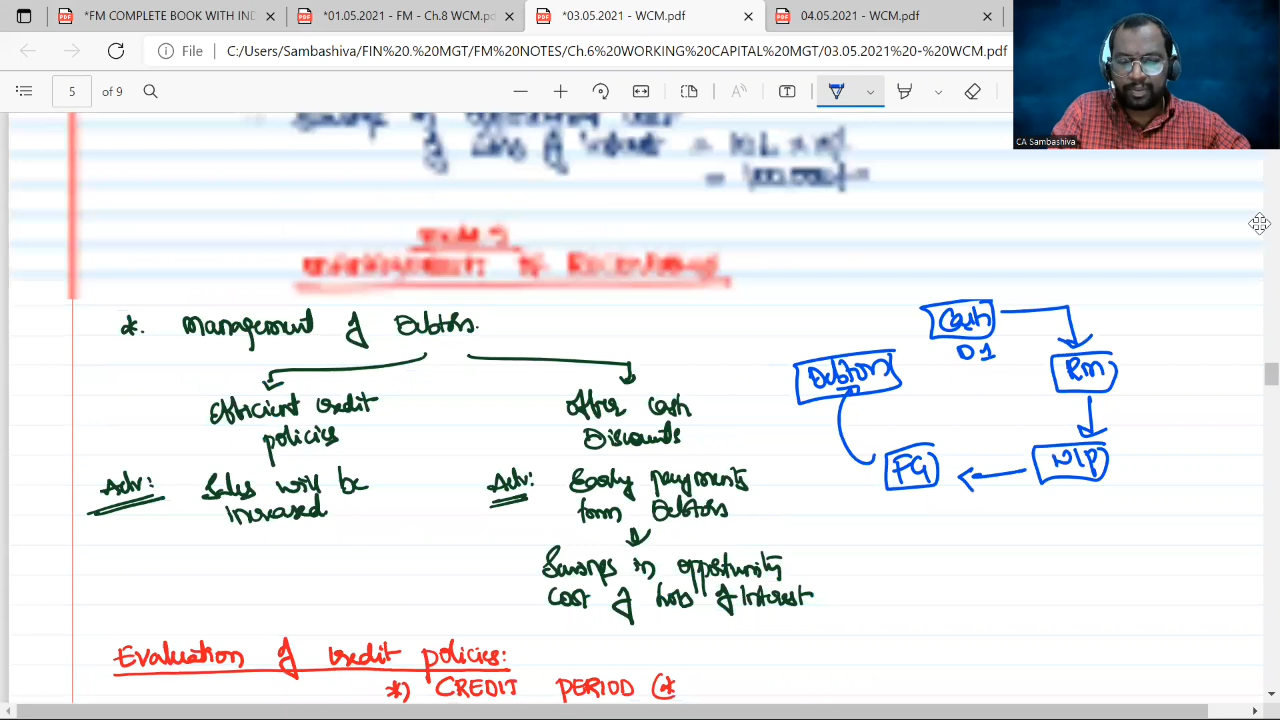 *FM COMPLETE BOOK WITH IND
*01.05.2021 - FM - Ch.8 WCM.pd
*03.05.2021 - WCM.pdf
04.05.2021 - WCM.pdf
File
C:/Users/Sambashiva/FIN%20.%20MGT/FM%20NOTES/Ch.6%20WORKING%20CAPITAL%20MGT/03.05.2021%20-%20WCM.pdf
5 of 9
CA Sambashiva
*. Management of Debtors.
Efficient credit
policies
Adv: Sales will be
Increased
Offer cash
Discounts
Adv: Early payments
form Debtors
Savings in opportunity
cost of loss of Interest
Cash
D1
RM
WIP
FG
Debtors
Evaluation of credit policies:
*) CREDIT PERIOD (*